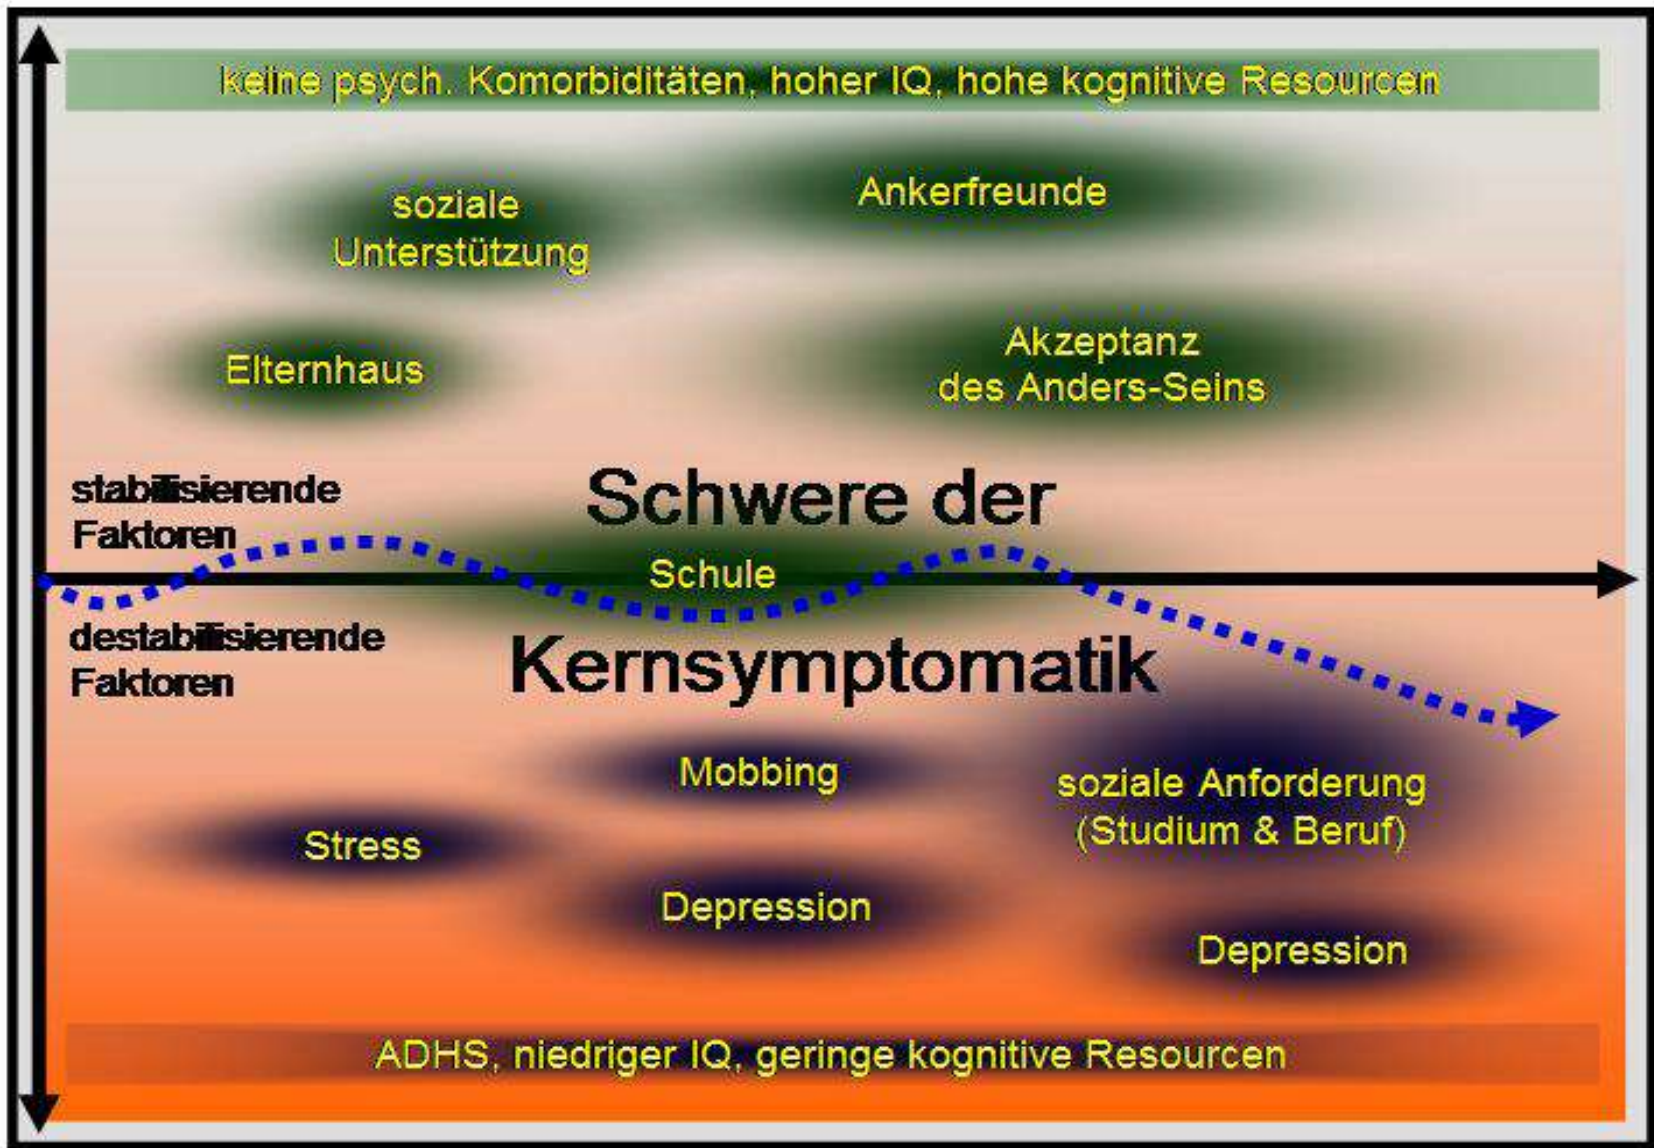 keine psych. Komorbiditäten, hoher IQ, hohe kognitive Resourcen
soziale
Unterstützung
Ankerfreunde
Elternhaus
Akzeptanz
des Anders-Seins
stabilisierende
Faktoren
Schwere der
Schule
Kernsymptomatik
destabilisierende
Faktoren
Mobbing
soziale Anforderung
(Studium & Beruf)
Stress
Depression
Depression
ADHS, niedriger IQ, geringe kognitive Resourcen